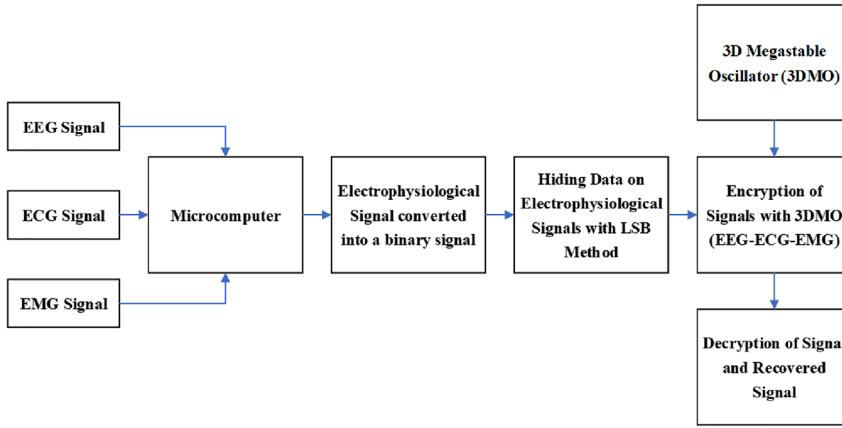 EEG Signal
ECG Signal
EMG Signal
Microcomputer
Electrophysiological
Signal converted
into a binary signal
Hiding Data on
Electrophysiological
Signals with LSB
Method
3D Megastable
Oscillator (3DMO)
Encryption of
Signals with 3DMO
(EEG-ECG-EMG)
Decryption of Signal
and Recovered
Signal